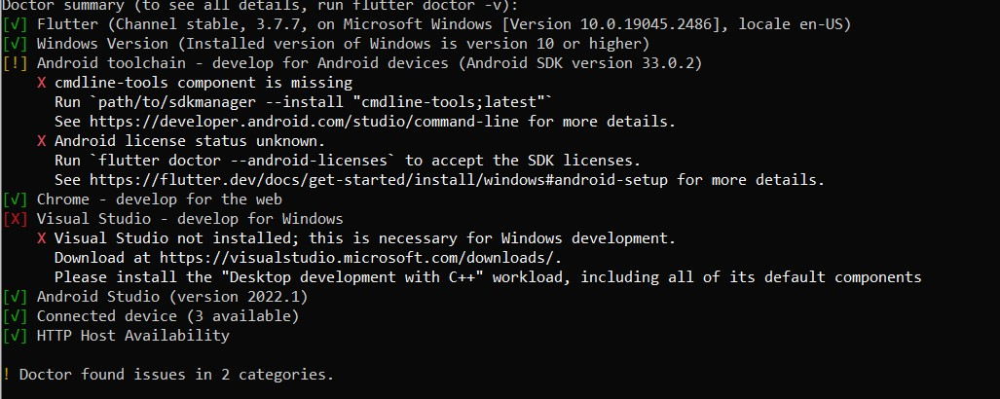 Doctor summary (to see all details, run flutter doctor -v):
[√] Flutter (Channel stable, 3.7.7, on Microsoft Windows [Version 10.0.19045.2486], locale en-US)
[√] Windows Version (Installed version of Windows is version 10 or higher)
[!] Android toolchain - develop for Android devices (Android SDK version 33.0.2)
    X cmdline-tools component is missing
      Run `path/to/sdkmanager --install "cmdline-tools;latest"`
      See https://developer.android.com/studio/command-line for more details.
    X Android license status unknown.
      Run `flutter doctor --android-licenses` to accept the SDK licenses.
      See https://flutter.dev/docs/get-started/install/windows#android-setup for more details.
[√] Chrome - develop for the web
[X] Visual Studio - develop for Windows
    X Visual Studio not installed; this is necessary for Windows development.
      Download at https://visualstudio.microsoft.com/downloads/.
      Please install the "Desktop development with C++" workload, including all of its default components
[√] Android Studio (version 2022.1)
[√] Connected device (3 available)
[√] HTTP Host Availability
! Doctor found issues in 2 categories.